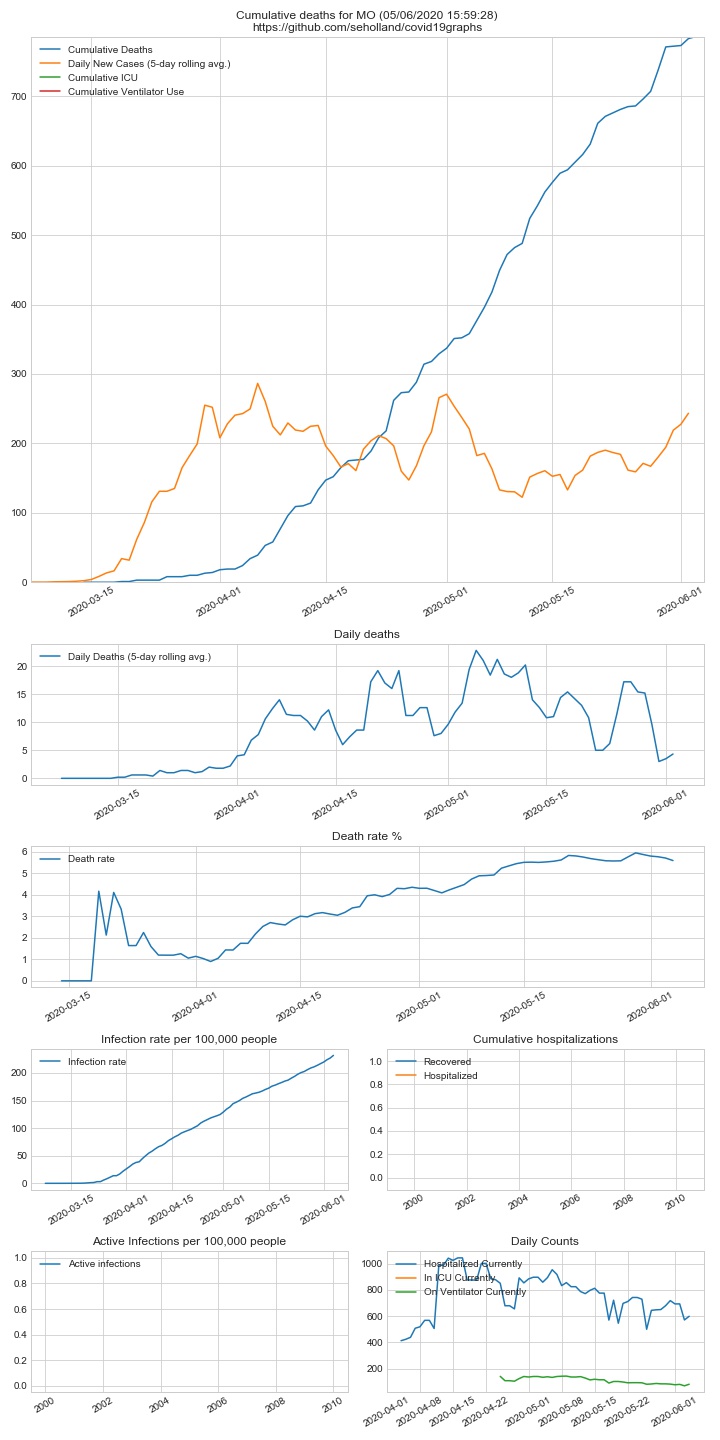 Cumulative deaths for MO (05/06/2020 15:59:28)
https://github.com/seholland/covid19graphs
Cumulative Deaths
Daily New Cases (5-day rolling avg.)
Cumulative ICU
Cumulative Ventilator Use
700
600
500
400
300
200
100
0
2020-03-15 2020-04-01 2020-04-15 2020-05-01 2020-05-15 2020-06-01
Daily deaths
Daily Deaths (5-day rolling avg.)
20
15
10
5
0
2020-03-15 2020-04-01 2020-04-15 2020-05-01 2020-05-15 2020-06-01
Death rate %
Death rate
6
5
4
3
2
1
0
2020-03-15 2020-04-01 2020-04-15 2020-05-01 2020-05-15 2020-06-01
Infection rate per 100,000 people
Infection rate
200
150
100
50
0
2020-03-15 2020-04-01 2020-04-15 2020-05-01 2020-05-15 2020-06-01
Cumulative hospitalizations
Recovered
Hospitalized
1.0
0.8
0.6
0.4
0.2
0.0
2000 2002 2004 2006 2008 2010
Active Infections per 100,000 people
Active infections
1.0
0.8
0.6
0.4
0.2
0.0
2000 2002 2004 2006 2008 2010
Daily Counts
Hospitalized Currently
In ICU Currently
On Ventilator Currently
1000
800
600
400
200
2020-04-01 2020-04-08 2020-04-15 2020-04-22 2020-05-01 2020-05-08 2020-05-15 2020-05-22 2020-06-01